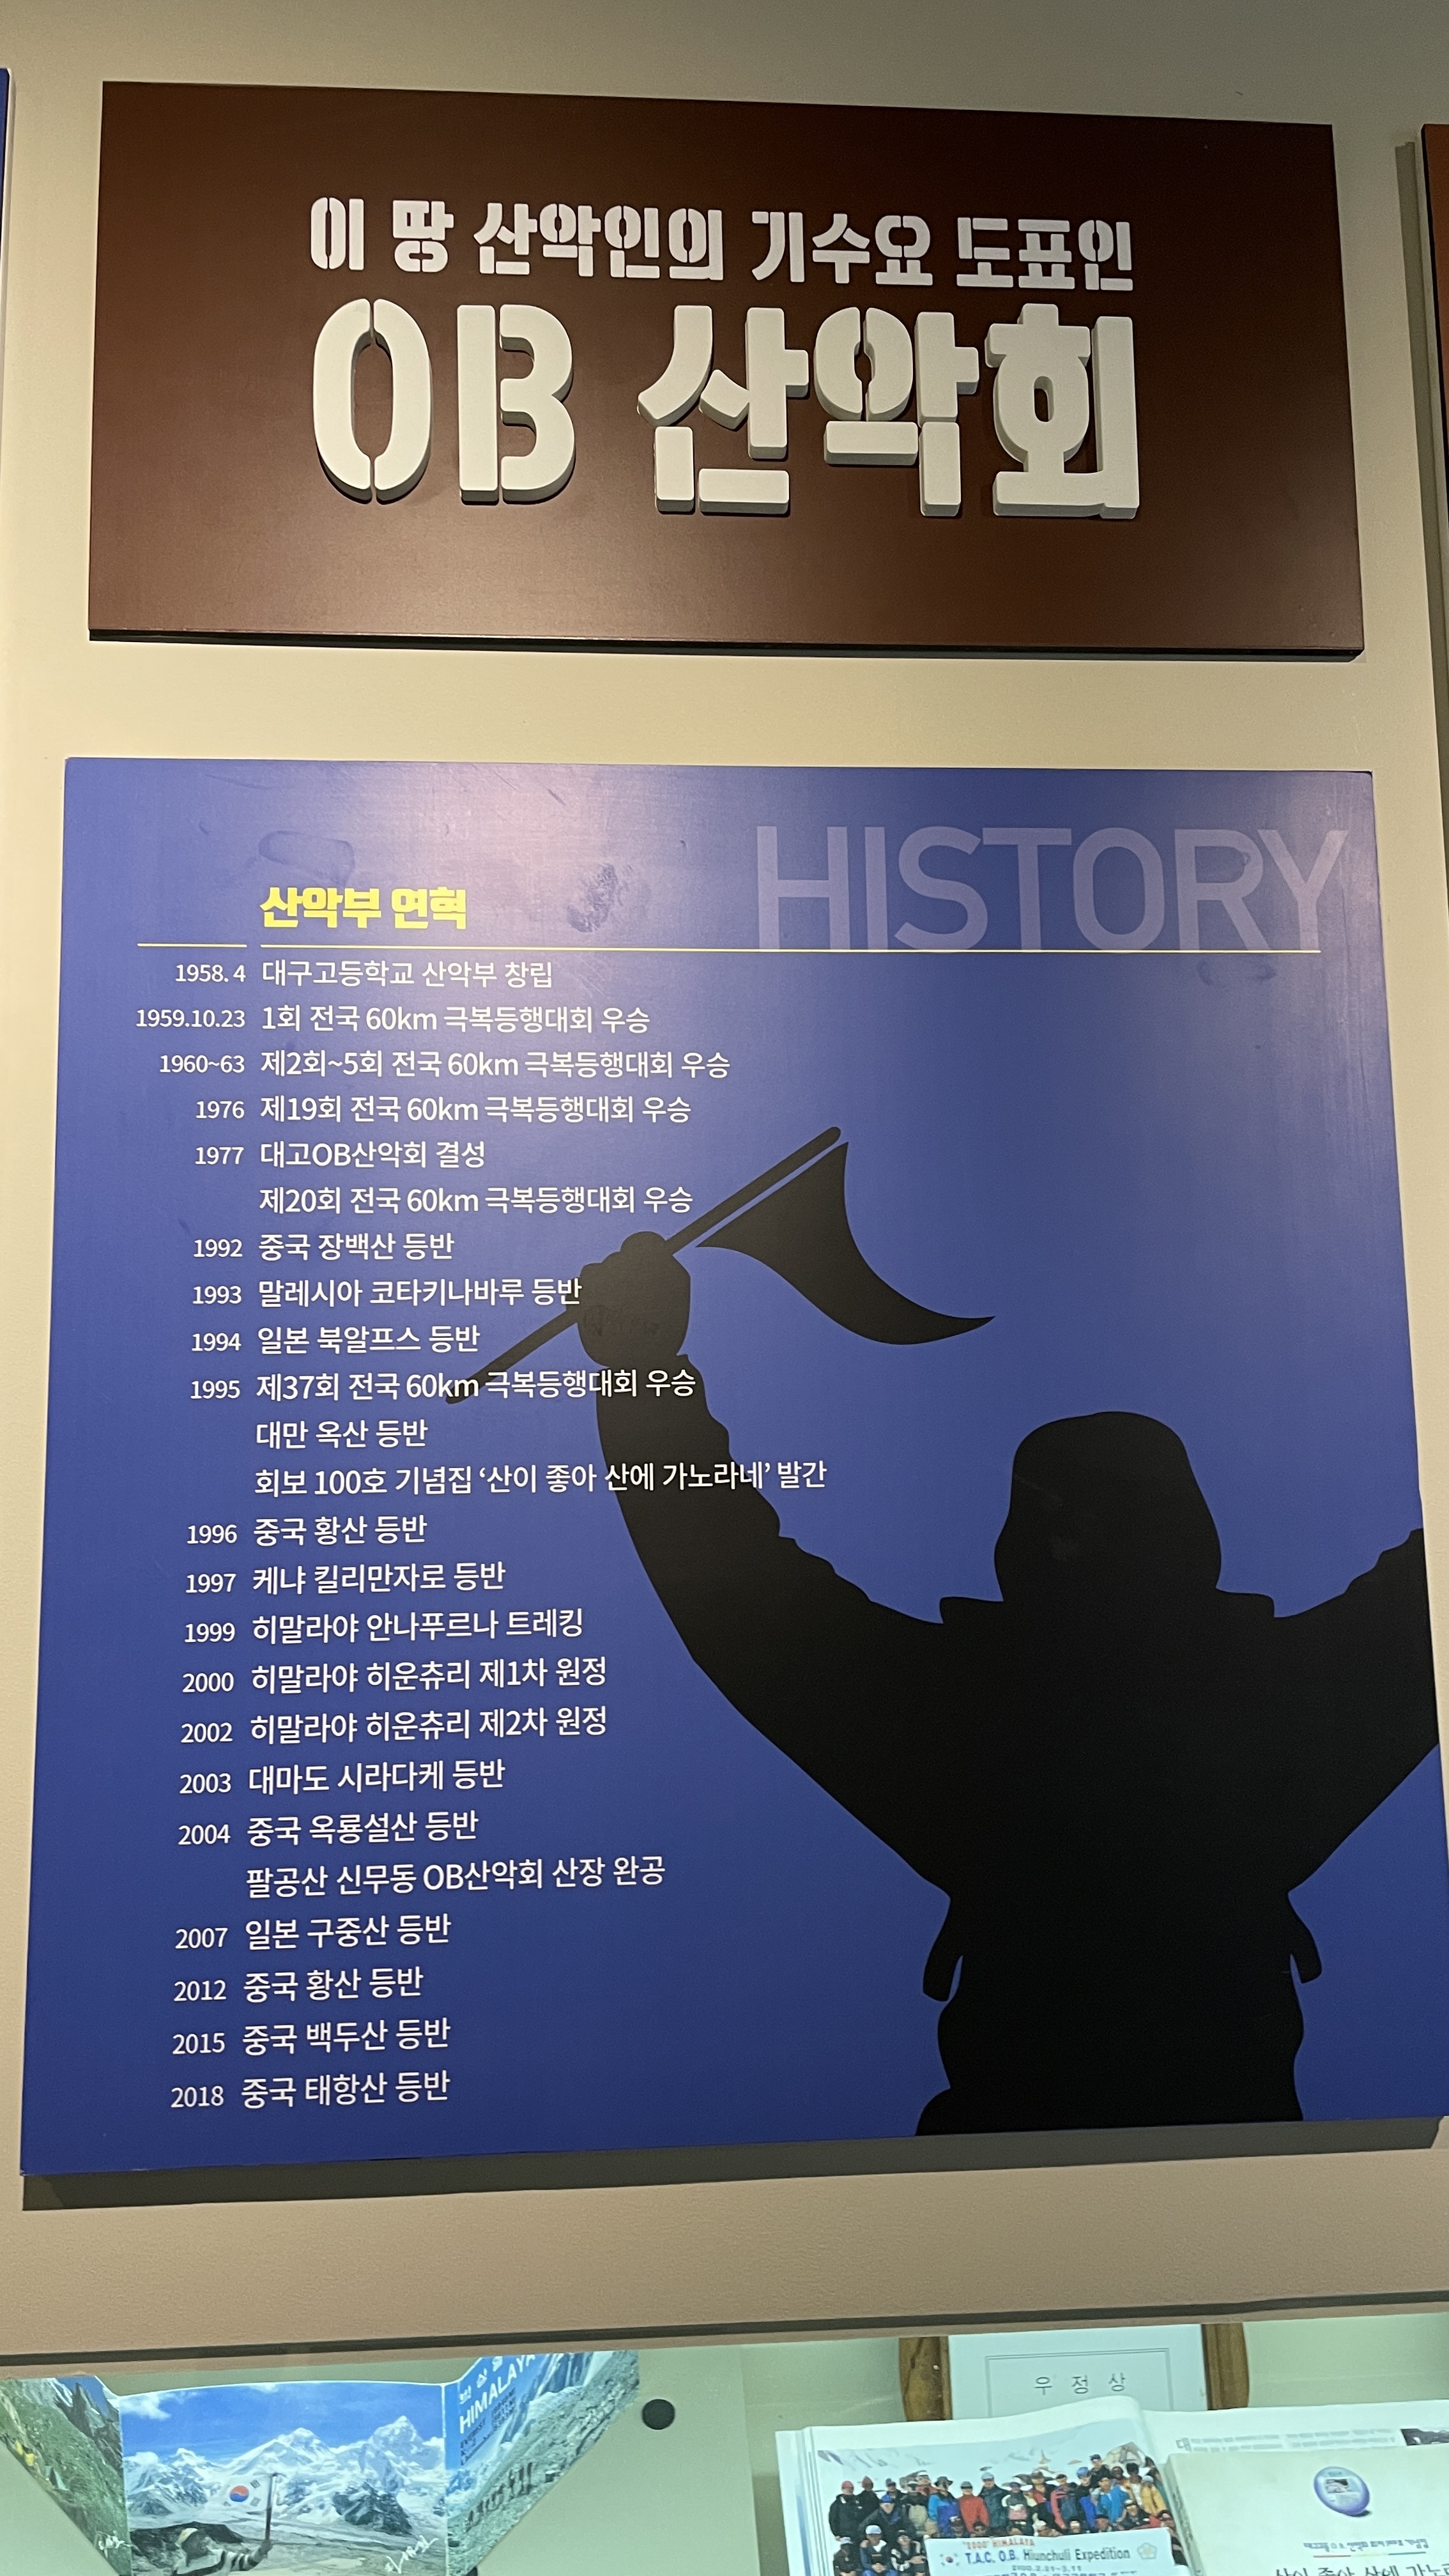 이 땅 산악인의 기수요 도표인
OB 산악회
HISTORY
산악부 연혁
1958. 4 대구고등학교 산악부 창립
1959.10.23 1회 전국 60km 극복등행대회 우승
1960~63 제2회~5회 전국 60km 극복등행대회 우승
1976 제19회 전국 60km 극복등행대회 우승
1977 대고OB산악회 결성
제20회 전국 60km 극복등행대회 우승
1992 중국 장백산 등반
1993 말레시아 코타키나바루 등반
1994 일본 북알프스 등반
1995 제37회 전국 60km 극복등행대회 우승
대만 옥산 등반
회보 100호 기념집 ‘산이 좋아 산에 가노라네’ 발간
1996 중국 황산 등반
1997 케냐 킬리만자로 등반
1999 히말라야 안나푸르나 트레킹
2000 히말라야 히운츄리 제1차 원정
2002 히말라야 히운츄리 제2차 원정
2003 대마도 시라다케 등반
2004 중국 옥룡설산 등반
팔공산 신무동 OB산악회 산장 완공
2007 일본 구중산 등반
2012 중국 황산 등반
2015 중국 백두산 등반
2018 중국 태항산 등반
HIMALAYA
우 정 상
"2000" HIMALAYA
T.A.C. O.B. Hiunchuli Expedition